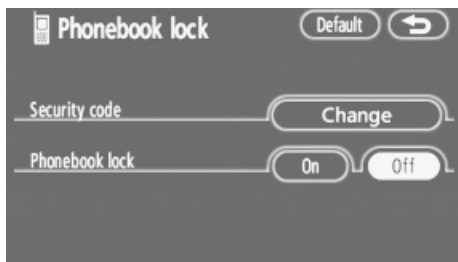 Phonebook lock Default
Security code Change
Phonebook lock On Off